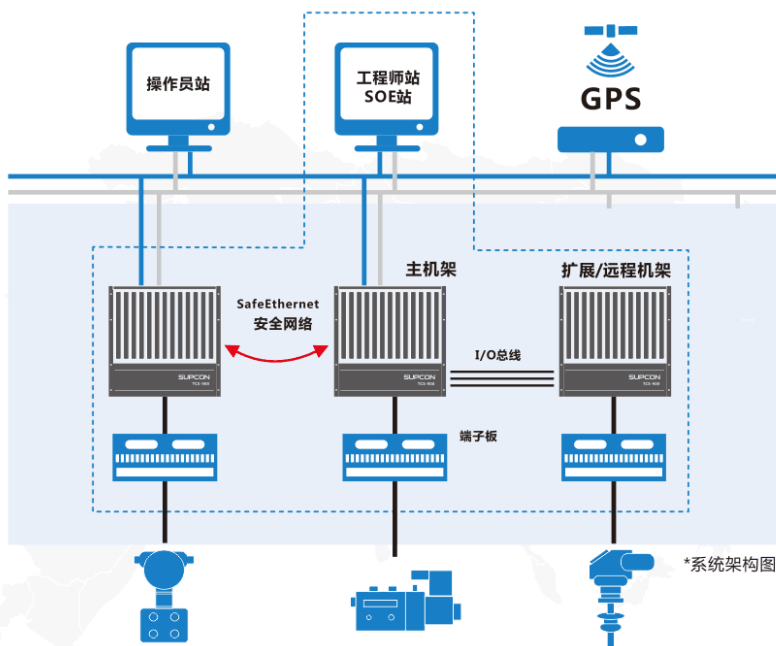 操作员站
工程师站
SOE站
GPS
主机架
扩展/远程机架
SafeEthernet
安全网络
I/O总线
SUPCON
SUPCON
SUPCON
端子板
*系统架构图